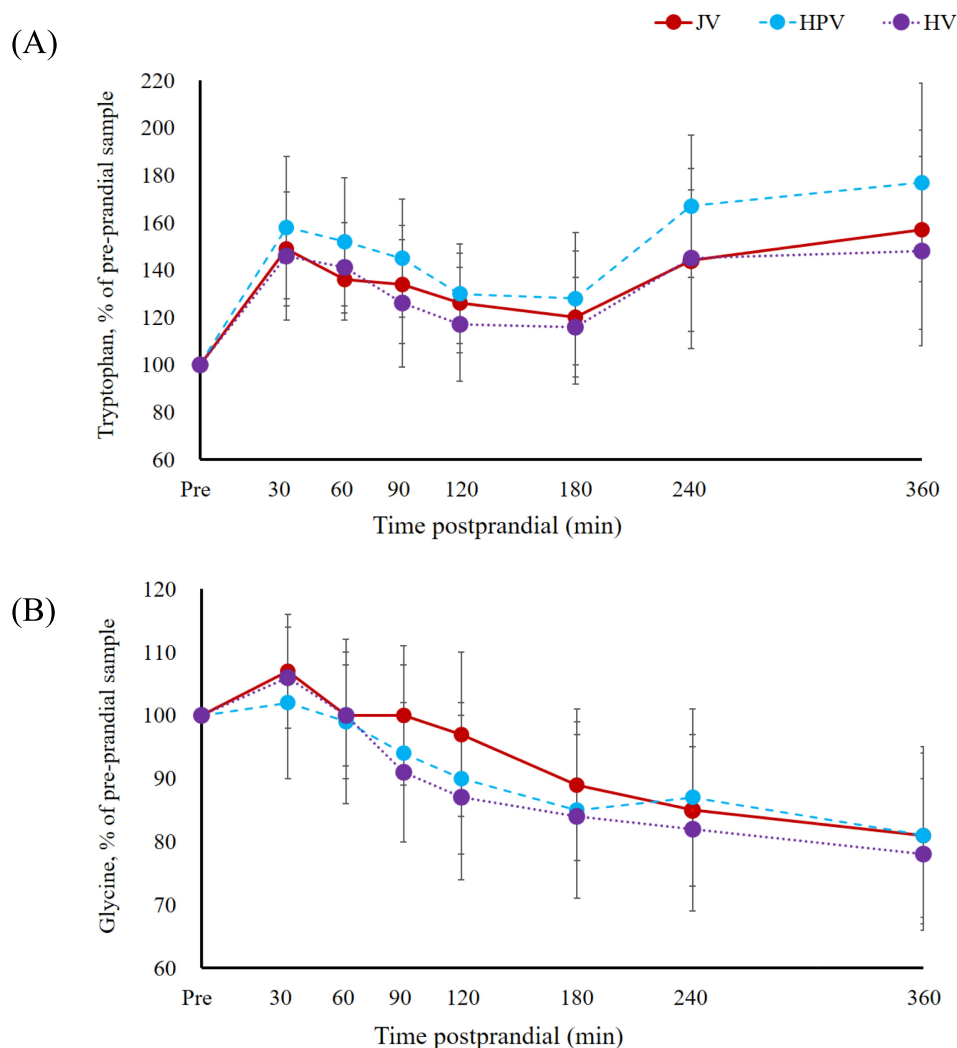 JV HPV HV
(A)
Tryptophan, % of pre-prandial sample
220
200
180
160
140
120
100
80
60
Pre 30 60 90 120 180 240 360
Time postprandial (min)
(B)
Glycine, % of pre-prandial sample
120
110
100
90
80
70
60
Pre 30 60 90 120 180 240 360
Time postprandial (min)